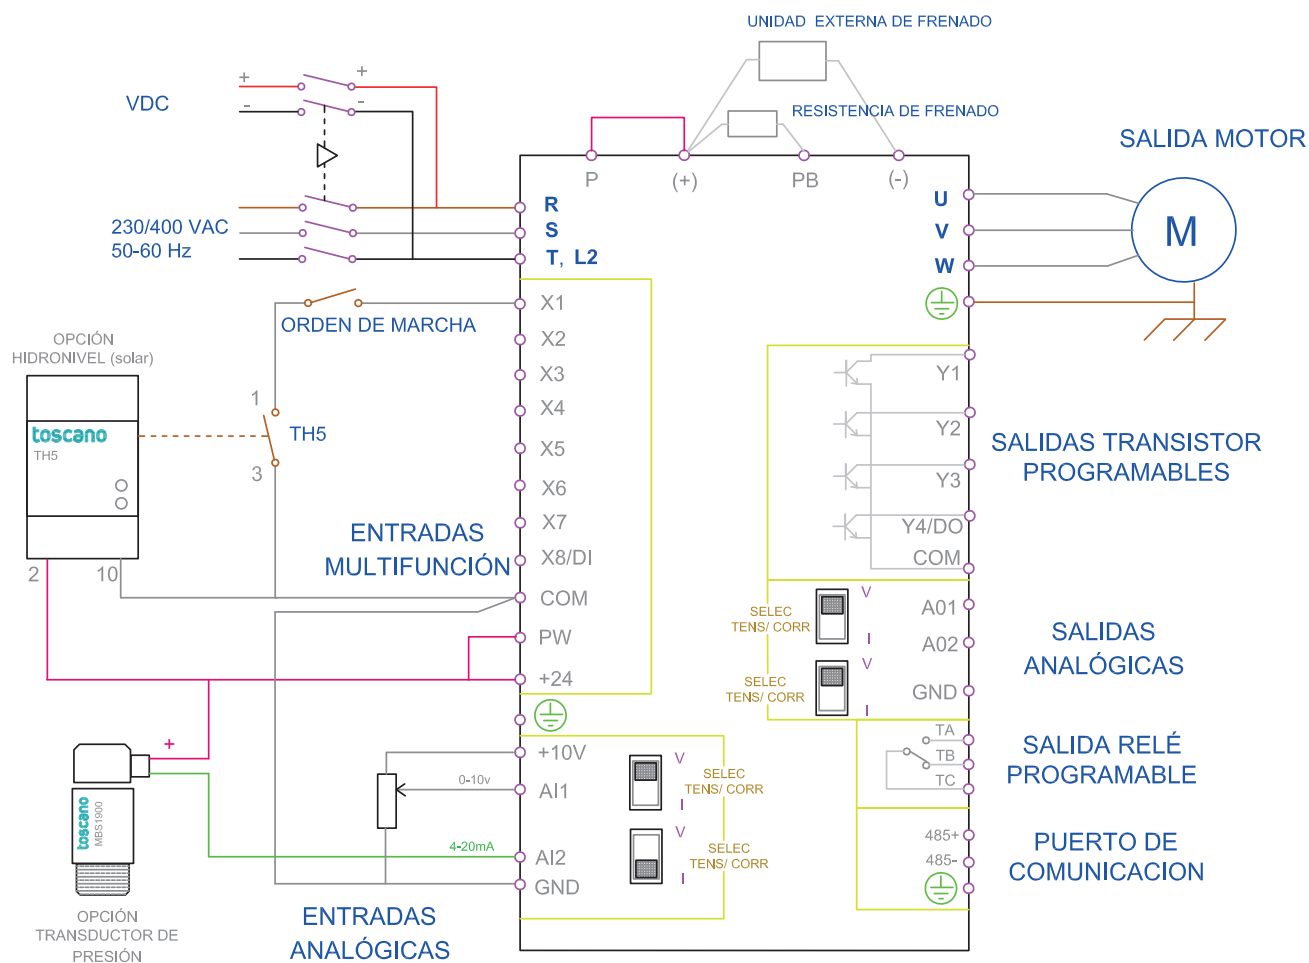 UNIDAD EXTERNA DE FRENADO
RESISTENCIA DE FRENADO
VDC
+
-
+
-
230/400 VAC
50-60 Hz
P
(+)
PB
(-)
SALIDA MOTOR
R
S
T, L2
U
V
W
M
ORDEN DE MARCHA
OPCIÓN
HIDRONIVEL (solar)
toscano
TH5
1
3
TH5
2
10
X1
X2
X3
X4
X5
X6
X7
X8/DI
COM
PW
+24
ENTRADAS
MULTIFUNCIÓN
Y1
Y2
Y3
Y4/DO
COM
SALIDAS TRANSISTOR
PROGRAMABLES
SELEC
TENS/ CORR
V
I
SELEC
TENS/ CORR
V
I
A01
A02
GND
SALIDAS
ANALÓGICAS
TA
TB
TC
SALIDA RELÉ
PROGRAMABLE
485+
485-
PUERTO DE
COMUNICACION
+
toscano
MBS1900
OPCIÓN
TRANSDUCTOR DE
PRESIÓN
0-10v
4-20mA
+10V
AI1
AI2
GND
V
I
SELEC
TENS/ CORR
V
I
SELEC
TENS/ CORR
ENTRADAS
ANALÓGICAS